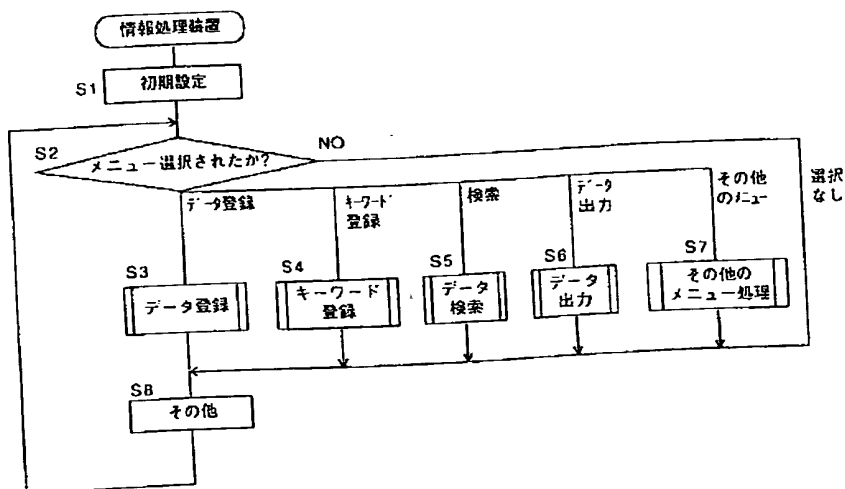 情報処理装置
S1
初期設定
S2
メニュー選択されたか?
NO
データ登録
キーワード
登録
検索
データ
出力
その他
のメニュー
選択
なし
S3
データ登録
S4
キーワード
登録
S5
データ
検索
S6
データ
出力
S7
その他の
メニュー処理
S8
その他